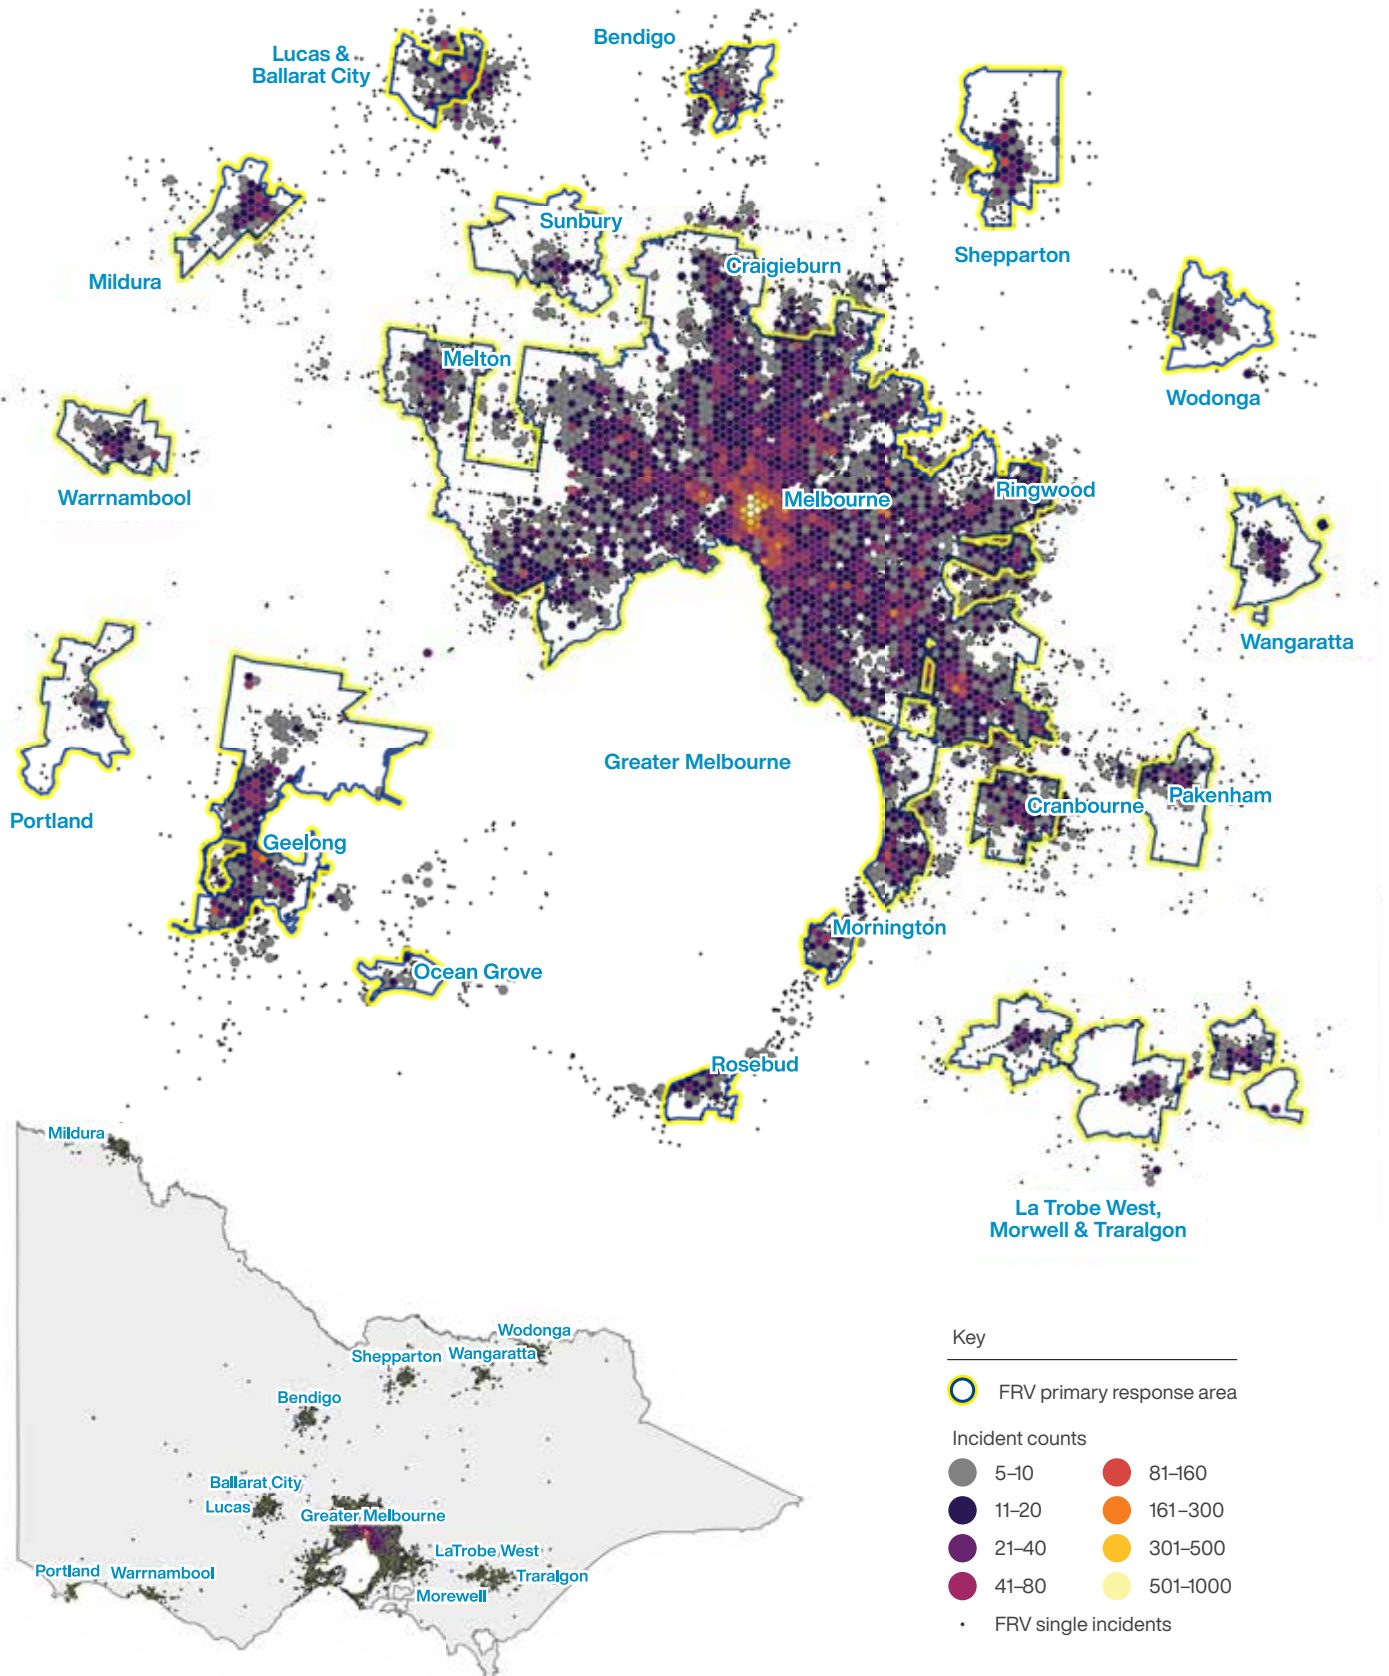 Lucas &
Ballarat City
Bendigo
Sunbury
Craigieburn
Shepparton
Mildura
Melton
Wodonga
Warrnambool
Melbourne
Ringwood
Wangaratta
Greater Melbourne
Portland
Geelong
Cranbourne
Pakenham
Mornington
Ocean Grove
Rosebud
La Trobe West,
Morwell & Traralgon
Mildura
Wodonga
Shepparton
Wangaratta
Bendigo
Ballarat City
Lucas
Greater Melbourne
LaTrobe West
Traralgon
Morewell
Portland
Warrnambool
Key
FRV primary response area
Incident counts
5–10
81–160
11–20
161–300
21–40
301–500
41–80
501–1000
FRV single incidents